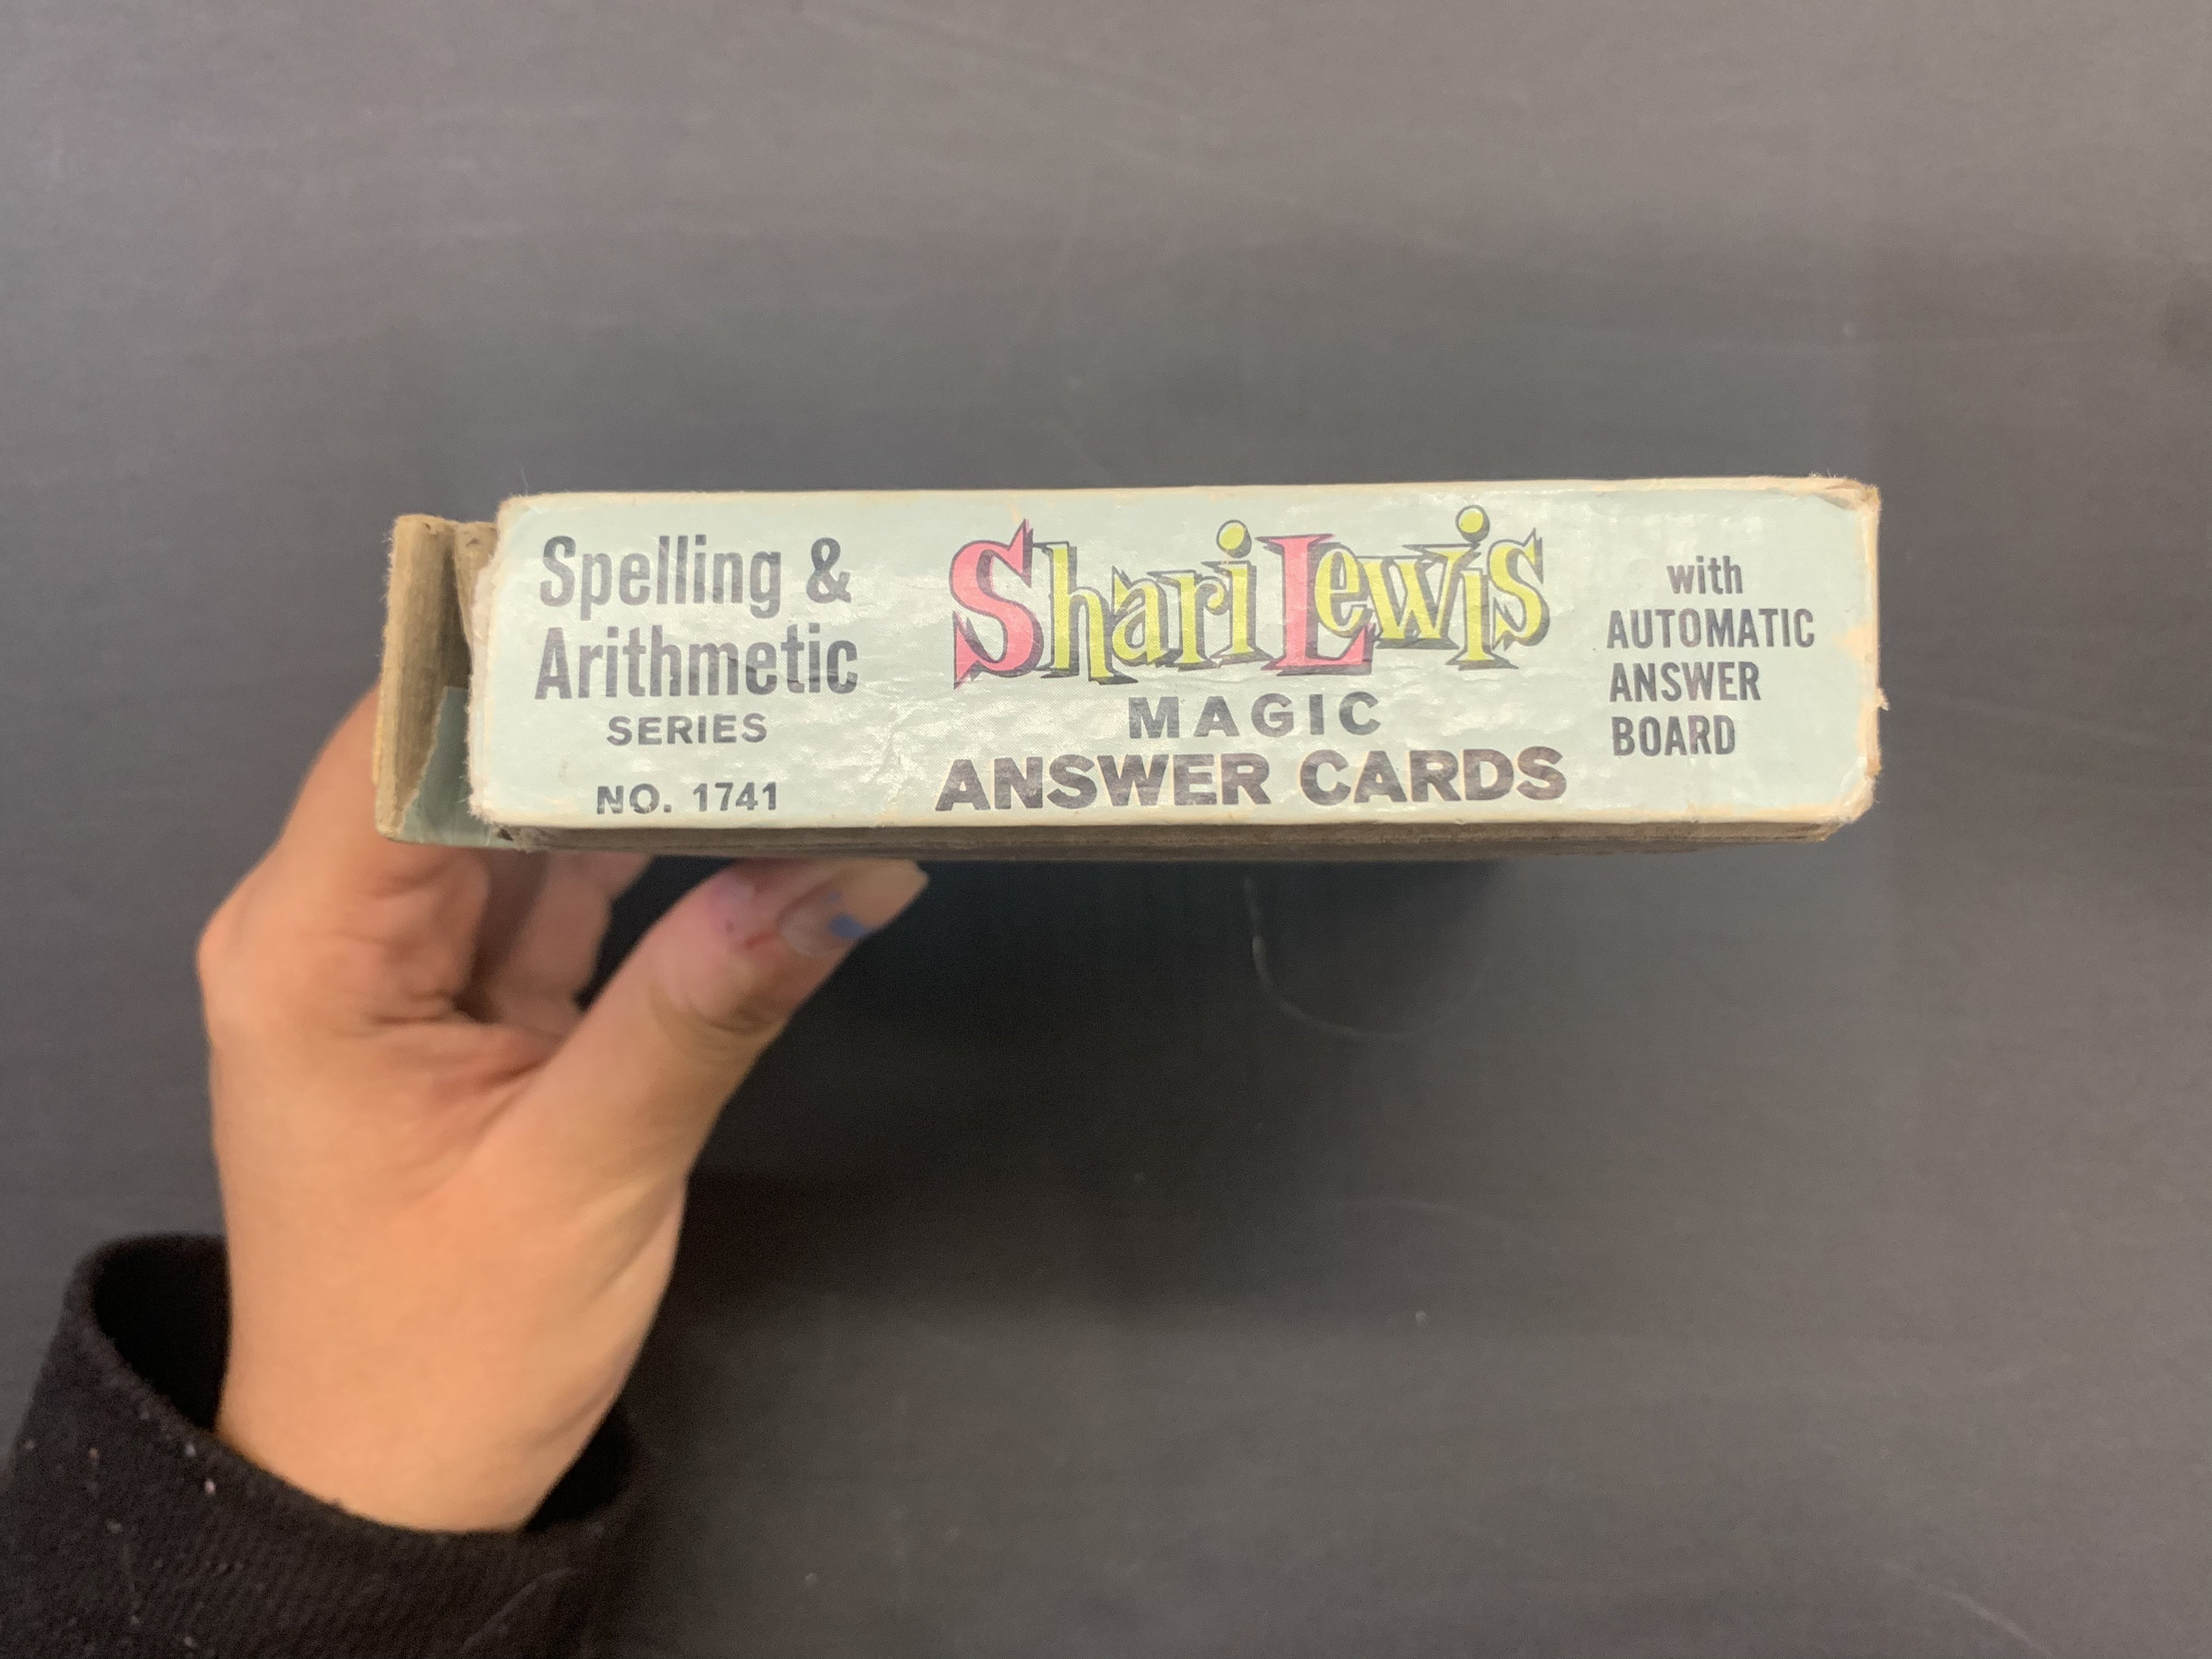 Spelling &
Arithmetic
SERIES
NO. 1741
Shari Lewis
MAGIC
ANSWER CARDS
with
AUTOMATIC
ANSWER
BOARD